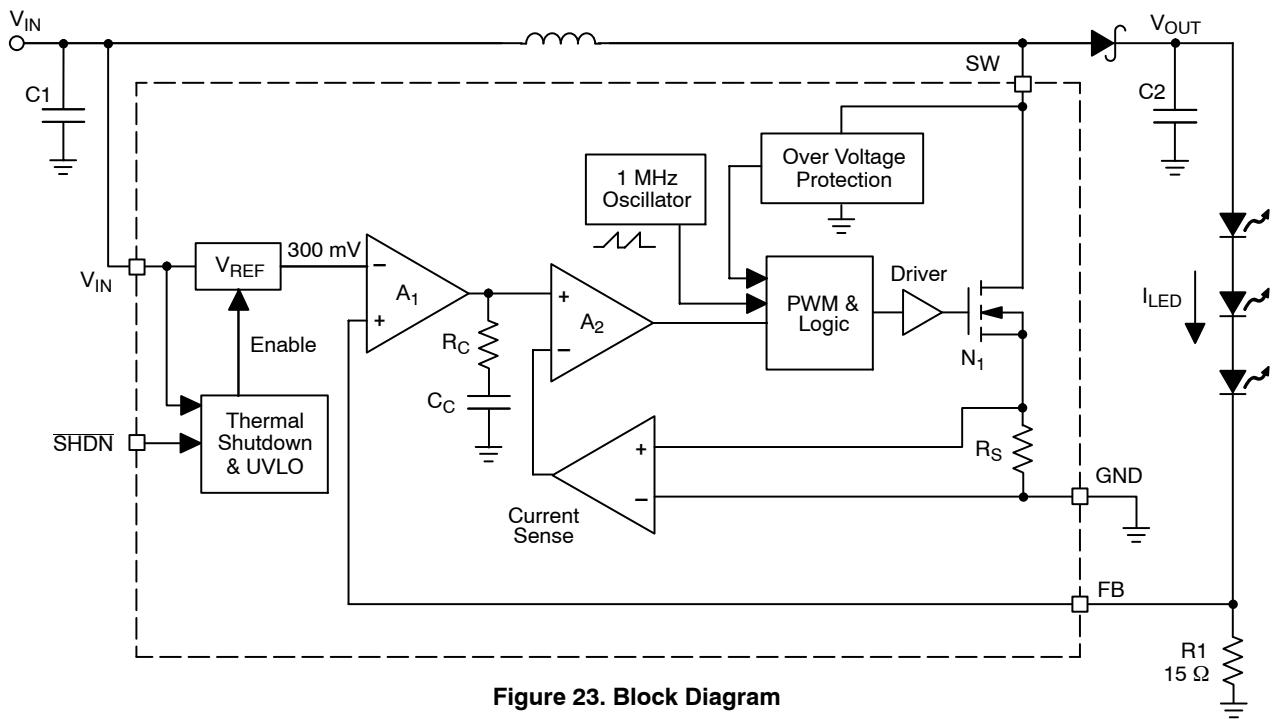 VIN
VOUT
SW
C1
C2
Over Voltage
Protection
1 MHz
Oscillator
300 mV
VREF
VIN
A1
+
−
A2
+
−
PWM &
Logic
Driver
N1
ILED
Enable
RC
CC
Thermal
Shutdown
& UVLO
SHDN
+
−
RS
GND
Current
Sense
FB
R1
15 Ω
Figure 23. Block Diagram